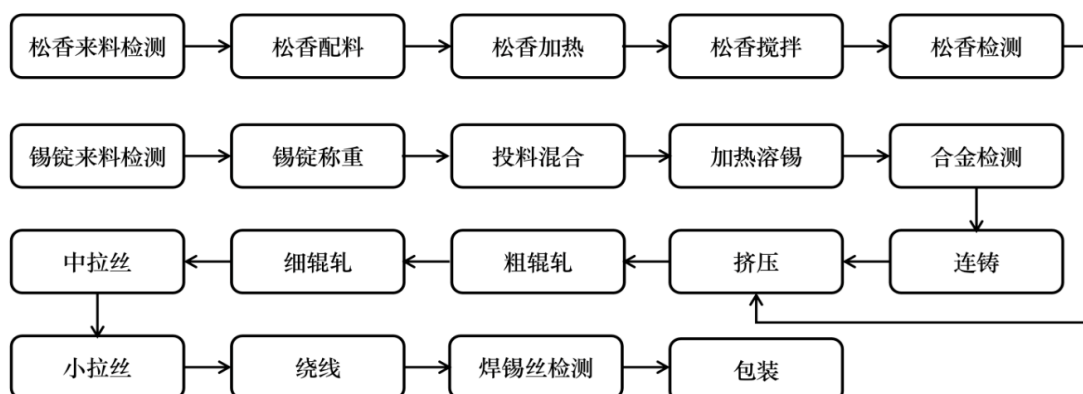 松香来料检测
松香配料
松香加热
松香搅拌
松香检测
锡锭来料检测
锡锭称重
投料混合
加热溶锡
合金检测
中拉丝
细辊轧
粗辊轧
挤压
连铸
小拉丝
绕线
焊锡丝检测
包装